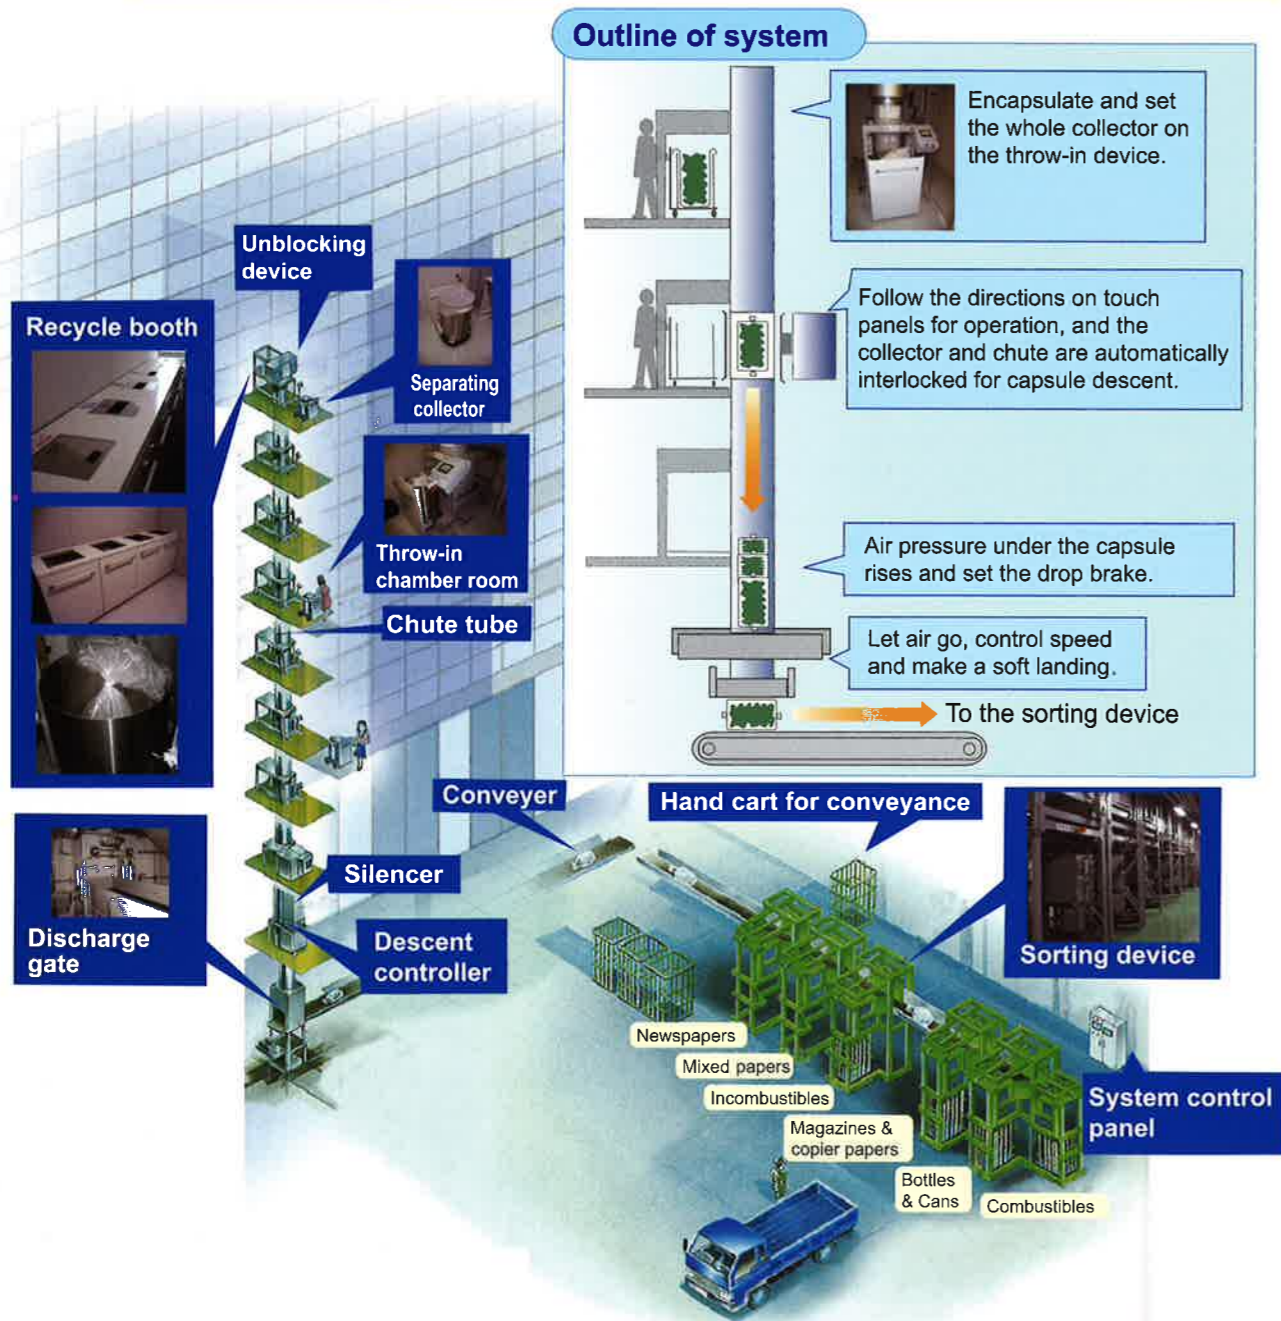 Outline of system
Encapsulate and set
the whole collector on
the throw-in device.
Follow the directions on touch
panels for operation, and the
collector and chute are automatically
interlocked for capsule descent.
Air pressure under the capsule
rises and set the drop brake.
Let air go, control speed
and make a soft landing.
To the sorting device
Unblocking
device
Recycle booth
Separating
collector
Throw-in
chamber room
Chute tube
Conveyer
Hand cart for conveyance
Silencer
Discharge
gate
Descent
controller
Sorting device
Newspapers
Mixed papers
Incombustibles
Magazines &
copier papers
Bottles
& Cans
Combustibles
System control
panel